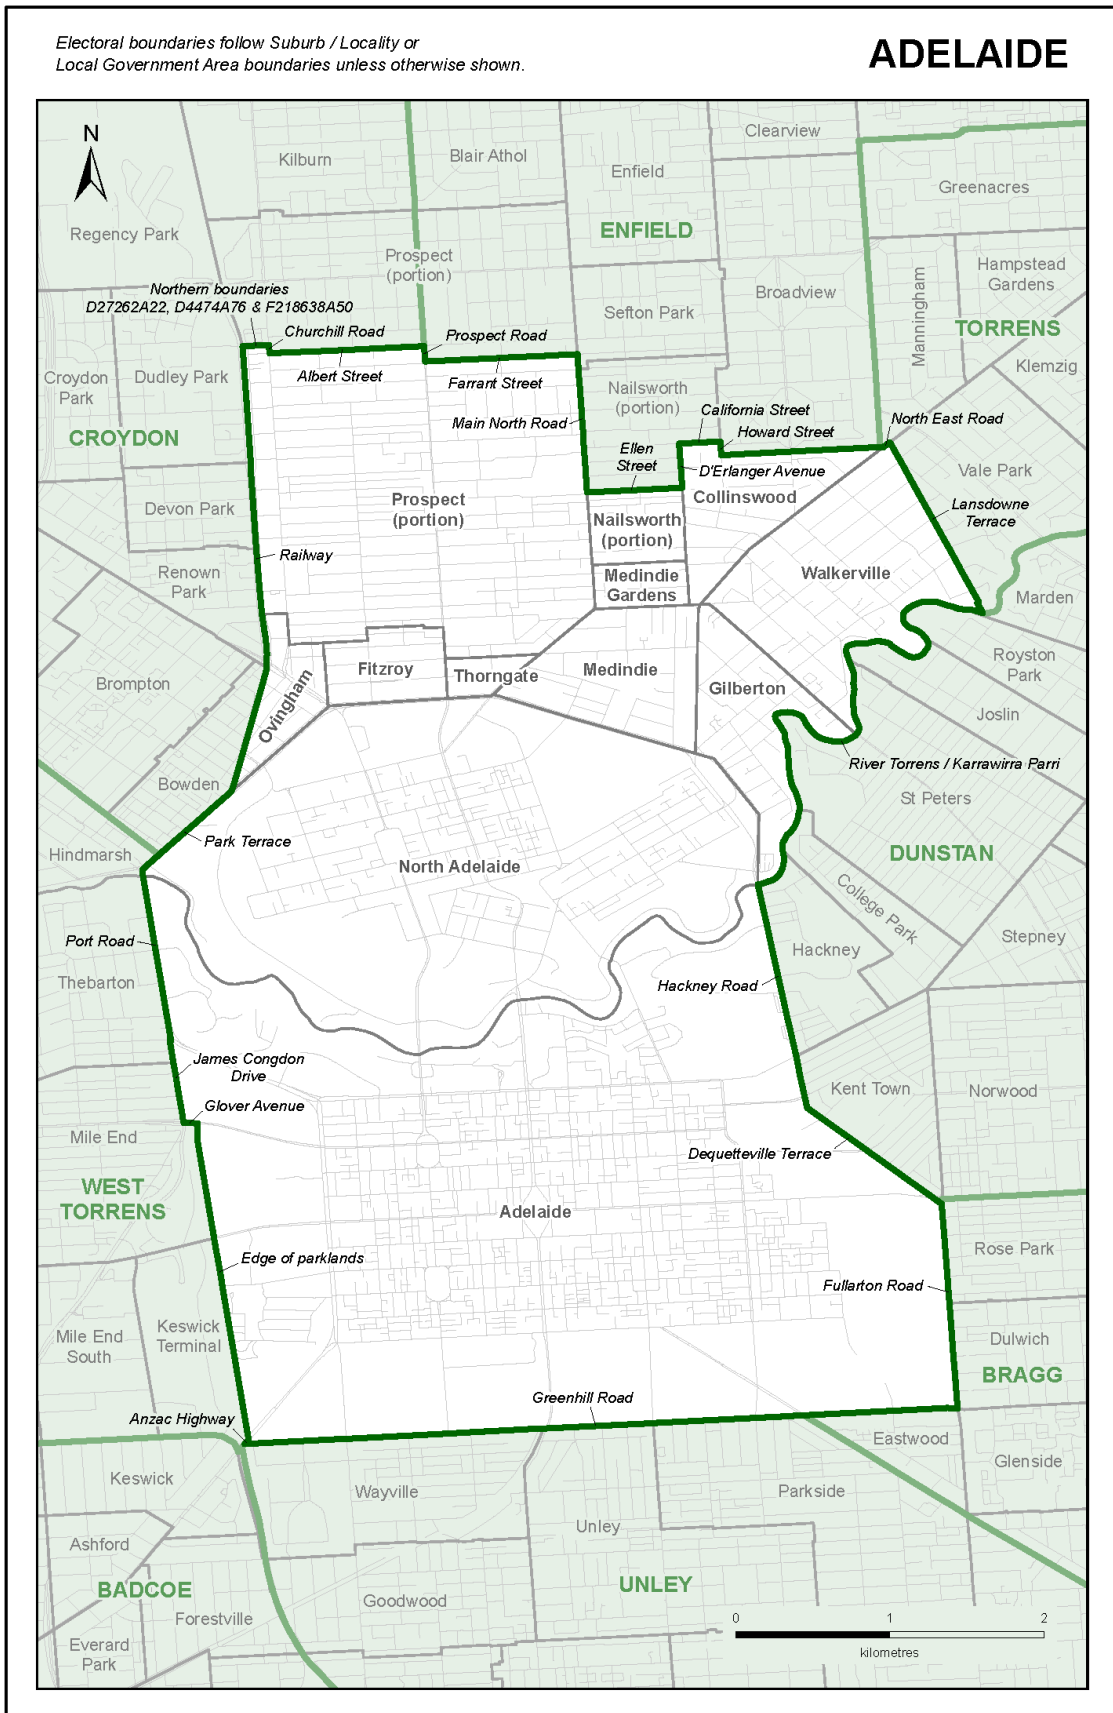 Electoral boundaries follow Suburb / Locality or
Local Government Area boundaries unless otherwise shown.
ADELAIDE
N
Clearview
Kilburn
Blair Athol
Enfield
Greenacres
Regency Park
ENFIELD
Prospect
(portion)
Hampstead
Gardens
Northern boundaries
D27262A22, D4474A76 & F218638A50
Broadview
Manningham
Sefton Park
TORRENS
Churchill Road
Prospect Road
Klemzig
Croydon
Park
Dudley Park
Albert Street
Farrant Street
Nailsworth
(portion)
California Street
North East Road
Main North Road
Howard Street
CROYDON
Ellen
Street
D'Erlanger Avenue
Vale Park
Collinswood
Lansdowne
Terrace
Devon Park
Prospect
(portion)
Nailsworth
(portion)
Railway
Renown
Park
Medindie
Gardens
Walkerville
Marden
Royston
Park
Fitzroy
Thorngate
Medindie
Gilberton
Brompton
Ovingham
Joslin
River Torrens / Karrawirra Parri
Bowden
St Peters
Park Terrace
Hindmarsh
North Adelaide
DUNSTAN
College Park
Port Road
Hackney
Stepney
Thebarton
Hackney Road
James Congdon
Drive
Kent Town
Norwood
Glover Avenue
Mile End
Dequetteville Terrace
WEST
TORRENS
Adelaide
Edge of parklands
Rose Park
Fullarton Road
Mile End
South
Keswick
Terminal
Dulwich
BRAGG
Greenhill Road
Anzac Highway
Eastwood
Glenside
Keswick
Wayville
Parkside
Unley
Ashford
BADCOE
UNLEY
Goodwood
Forestville
Everard
Park
0 1 2
kilometres